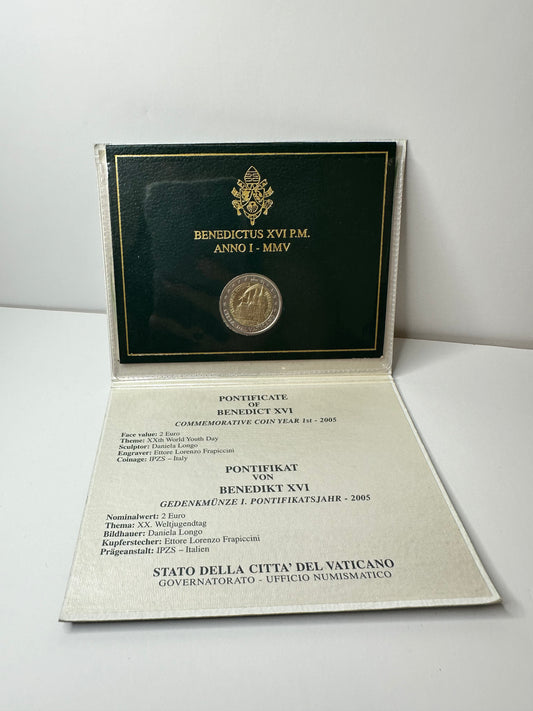 BENEDICTUS XVI P.M.
ANNO I - MMV
PONTIFICATE
OF
BENEDICT XVI
COMMEMORATIVE COIN YEAR 1st - 2005
Face value: 2 Euro
Theme: XXth World Youth Day
Sculptor: Daniela Longo
Engraver: Ettore Lorenzo Frapiccini
Coinage: IPZS – Italy
PONTIFIKAT
VON
BENEDIKT XVI
GEDENKMÜNZE I. PONTIFIKATSJAHR - 2005
Nominalwert: 2 Euro
Thema: XX. Weltjugendtag
Bildhauer: Daniela Longo
Kupferstecher: Ettore Lorenzo Frapiccini
Prägeanstalt: IPZS – Italien
STATO DELLA CITTA' DEL VATICANO
GOVERNATORATO - UFFICIO NUMISMATICO